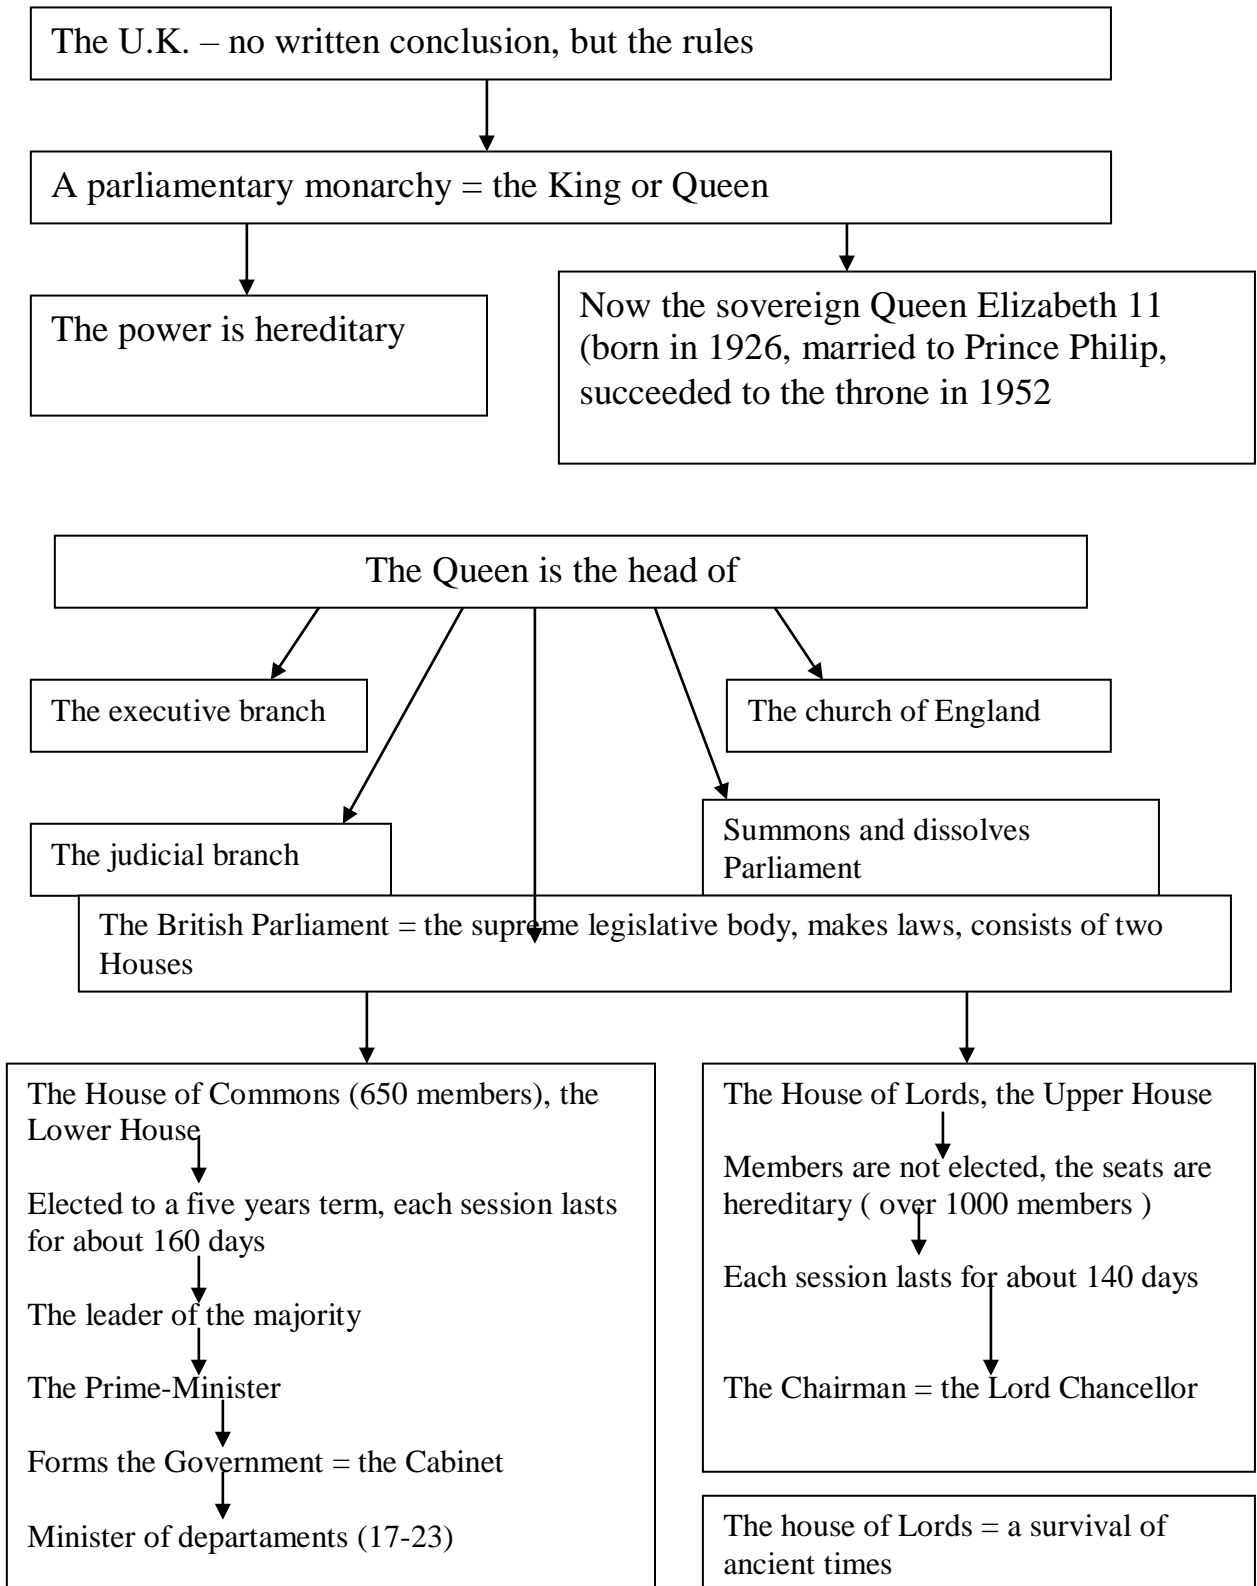 The U.K. – no written conclusion, but the rules
A parliamentary monarchy = the King or Queen
The power is hereditary
Now the sovereign Queen Elizabeth 11
(born in 1926, married to Prince Philip,
succeeded to the throne in 1952
The Queen is the head of
The executive branch
The church of England
The judicial branch
Summons and dissolves
Parliament
The British Parliament = the supreme legislative body, makes laws, consists of two
Houses
The House of Commons (650 members), the
Lower House
Elected to a five years term, each session lasts
for about 160 days
The leader of the majority
The Prime-Minister
Forms the Government = the Cabinet
Minister of departaments (17-23)
The House of Lords, the Upper House
Members are not elected, the seats are
hereditary ( over 1000 members )
Each session lasts for about 140 days
The Chairman = the Lord Chancellor
The house of Lords = a survival of
ancient times